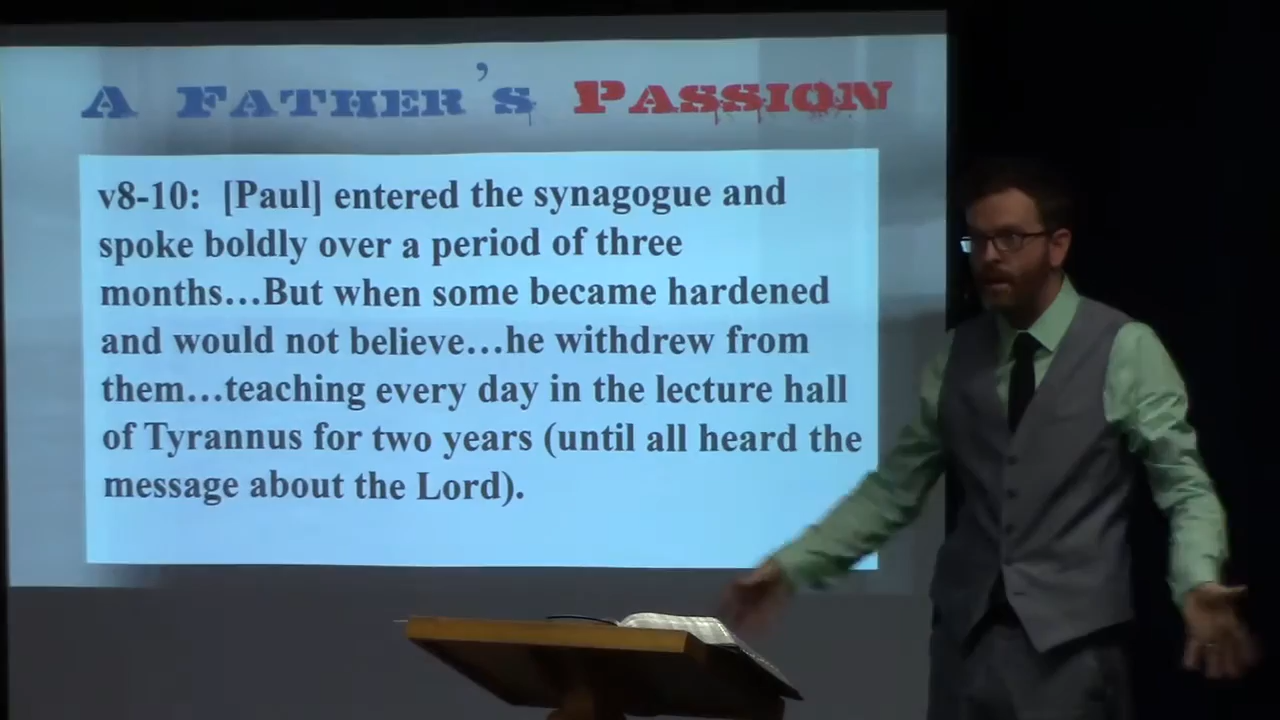 A Father's Passion
v8-10:  [Paul] entered the synagogue and
spoke boldly over a period of three
months…But when some became hardened
and would not believe…he withdrew from
them…teaching every day in the lecture hall
of Tyrannus for two years (until all heard the
message about the Lord).